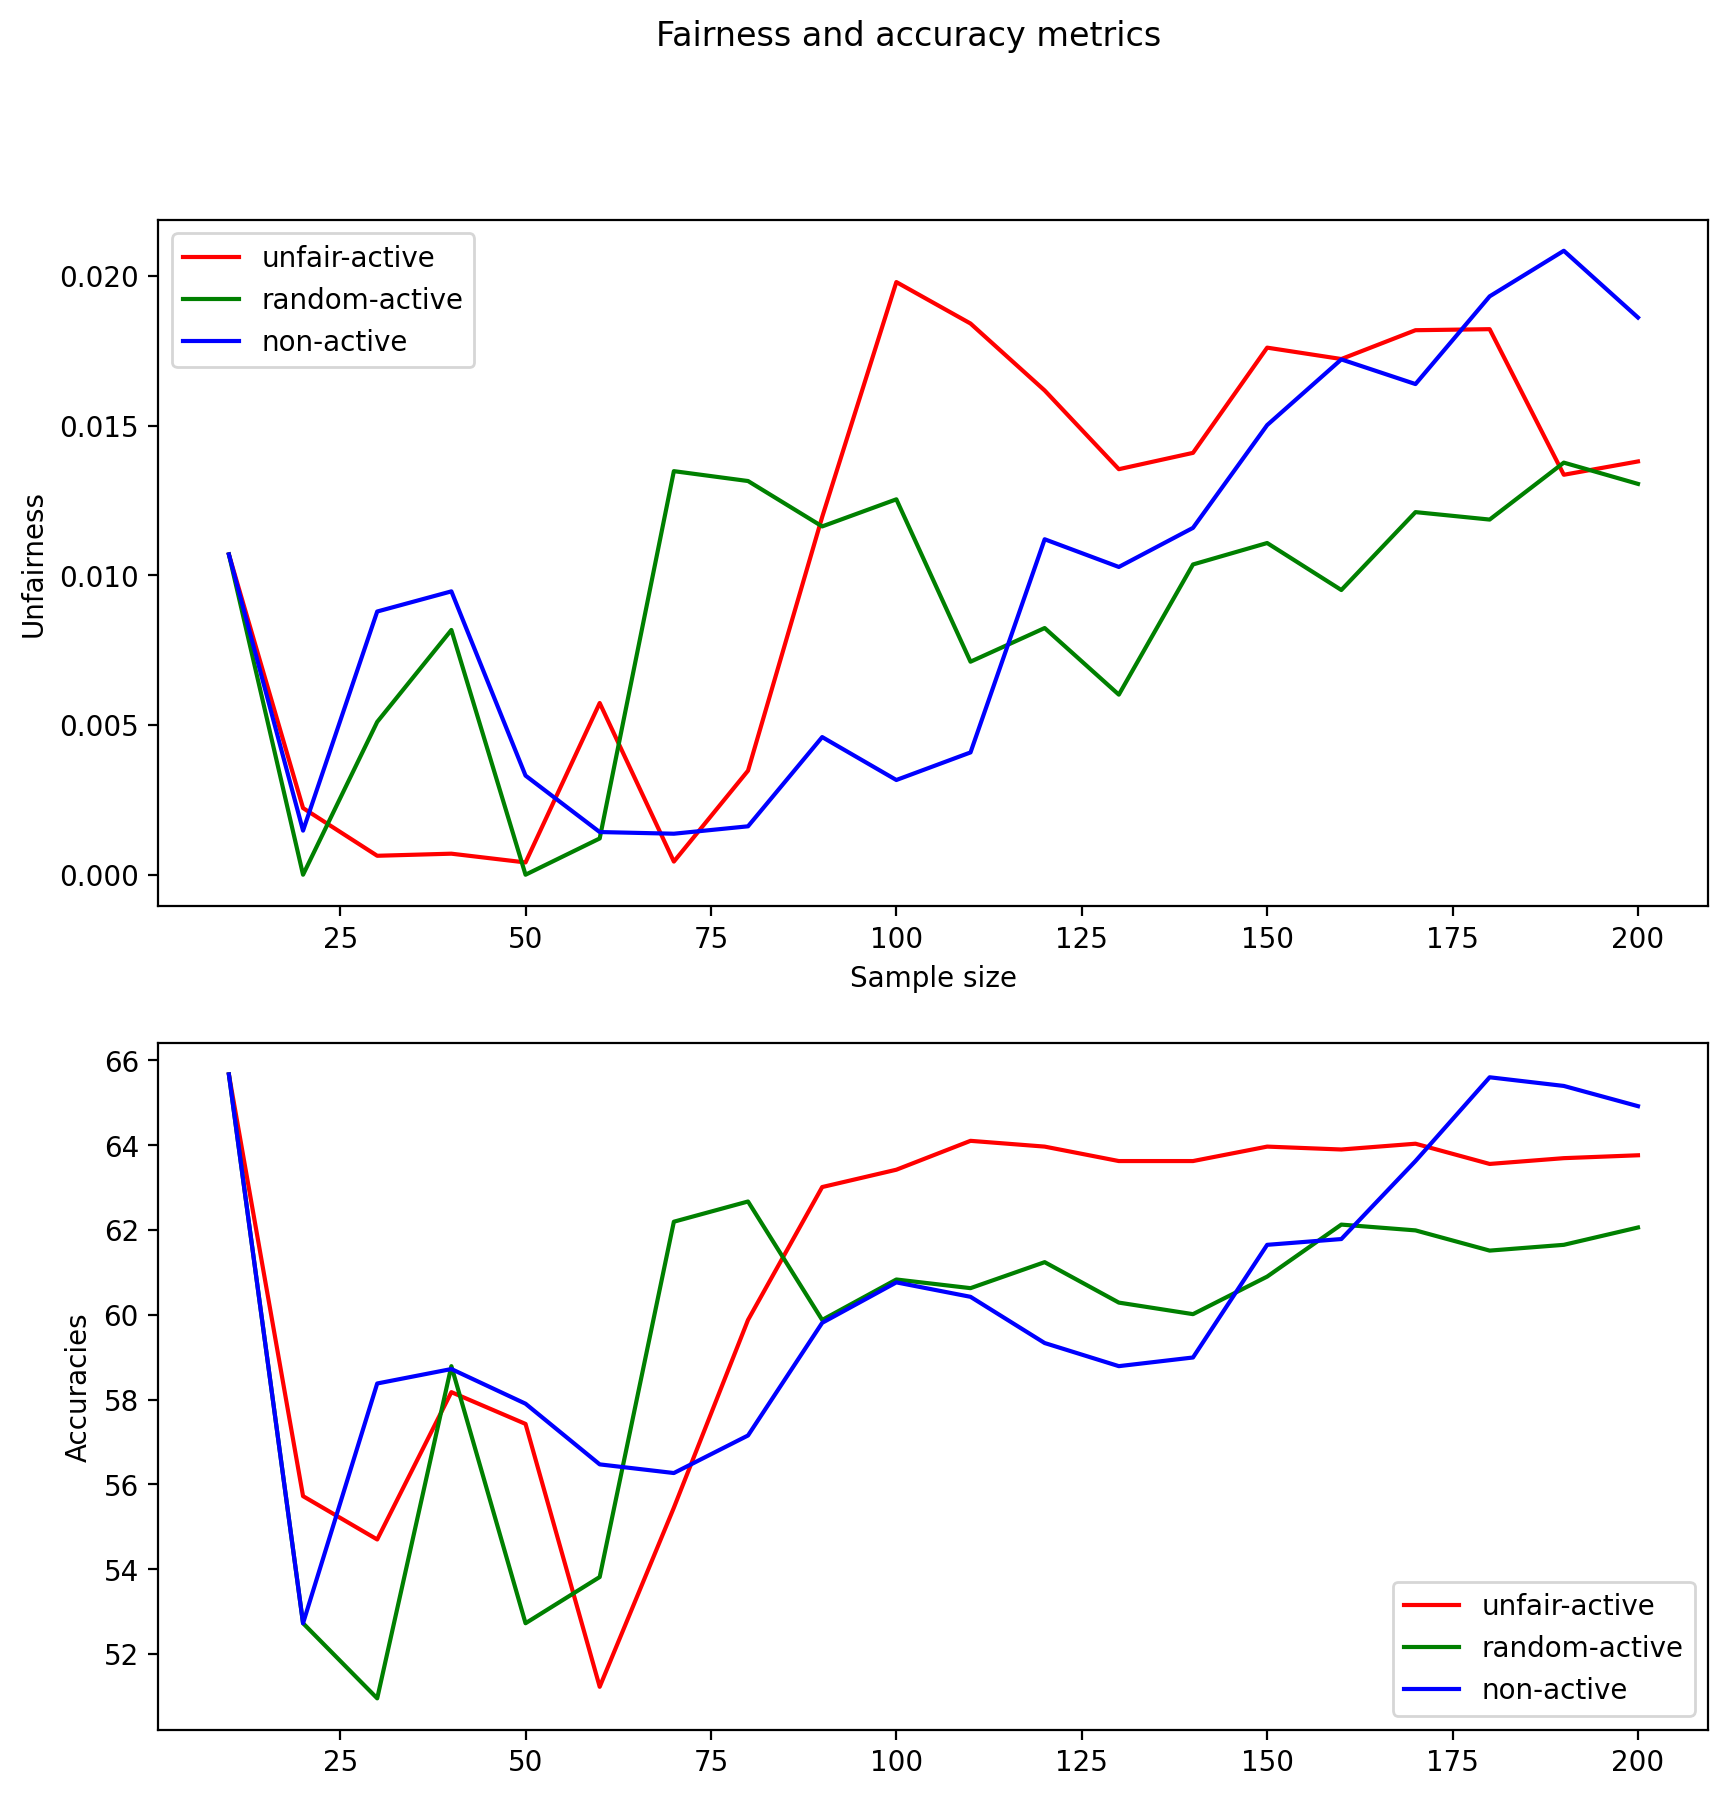 Fairness and accuracy metrics
unfair-active
random-active
non-active
0.020
0.015
0.010
0.005
0.000
Unfairness
25 50 75 100 125 150 175 200
Sample size
66
64
62
60
58
56
54
52
Accuracies
unfair-active
random-active
non-active
25 50 75 100 125 150 175 200